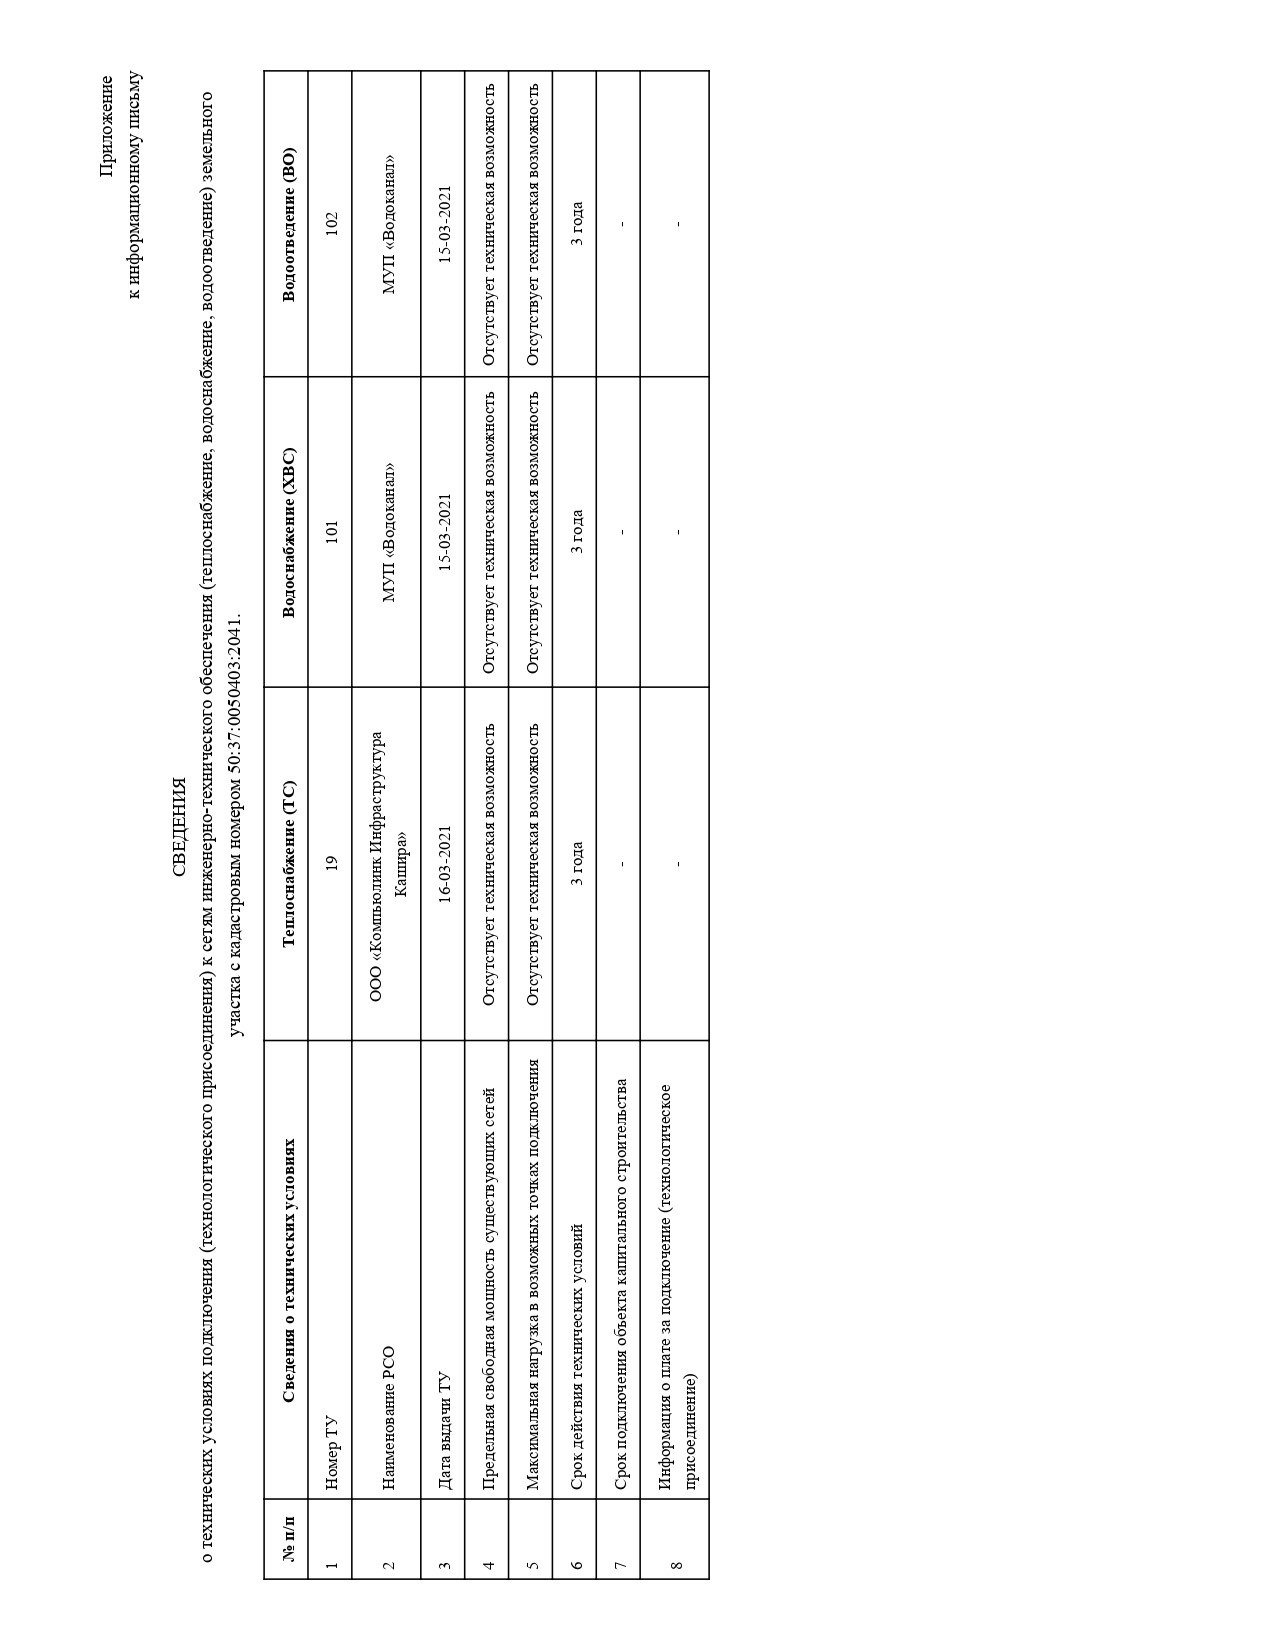 Приложение
к информационному письму
СВЕДЕНИЯ
о технических условиях подключения (технологического присоединения) к сетям инженерно-технического обеспечения (теплоснабжение, водоснабжение, водоотведение) земельного
участка с кадастровым номером 50:37:0050403:2041.
№ п/п Сведения о технических условиях Теплоснабжение (ТС) Водоснабжение (ХВС) Водоотведение (ВО)
1 Номер ТУ 19 101 102
2 Наименование РСО ООО «Компьюлинк Инфраструктура
Кашира» МУП «Водоканал» МУП «Водоканал»
3 Дата выдачи ТУ 16-03-2021 15-03-2021 15-03-2021
4 Предельная свободная мощность существующих сетей Отсутствует техническая возможность Отсутствует техническая возможность Отсутствует техническая возможность
5 Максимальная нагрузка в возможных точках подключения Отсутствует техническая возможность Отсутствует техническая возможность Отсутствует техническая возможность
6 Срок действия технических условий 3 года 3 года 3 года
7 Срок подключения объекта капитального строительства - - -
8 Информация о плате за подключение (технологическое
присоединение) - - -